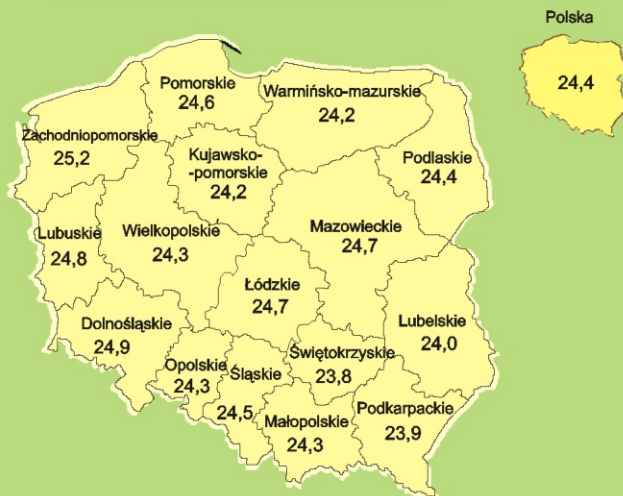 Polska
24,4
Pomorskie
24,6
Warmińsko-mazurskie
24,2
Zachodniopomorskie
25,2
Kujawsko-
-pomorskie
24,2
Podlaskie
24,4
Lubuskie
24,8
Wielkopolskie
24,3
Mazowieckie
24,7
Łódzkie
24,7
Dolnośląskie
24,9
Lubelskie
24,0
Opolskie
24,3
Śląskie
24,5
Świętokrzyskie
23,8
Małopolskie
24,3
Podkarpackie
23,9